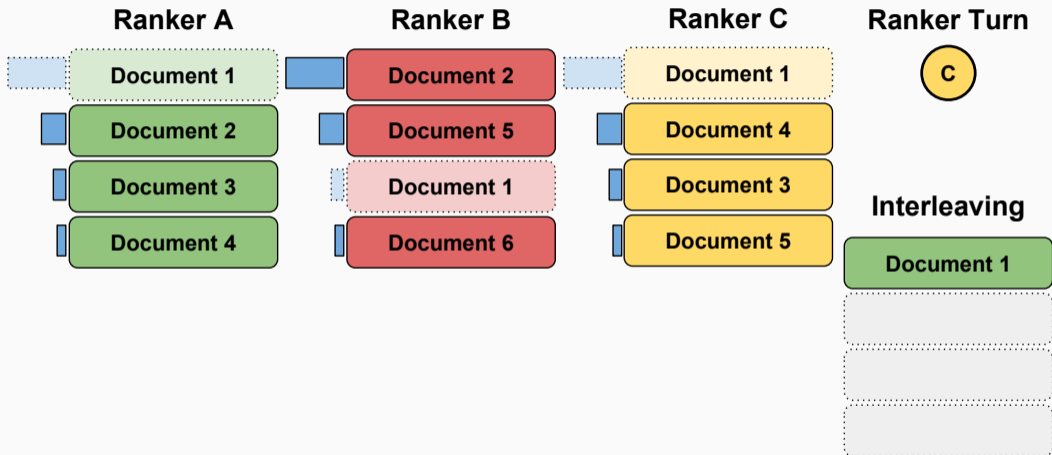 Ranker A
Ranker B
Ranker C
Ranker Turn
Document 1
Document 2
Document 1
C
Document 2
Document 5
Document 4
Document 3
Document 1
Document 3
Interleaving
Document 4
Document 6
Document 5
Document 1